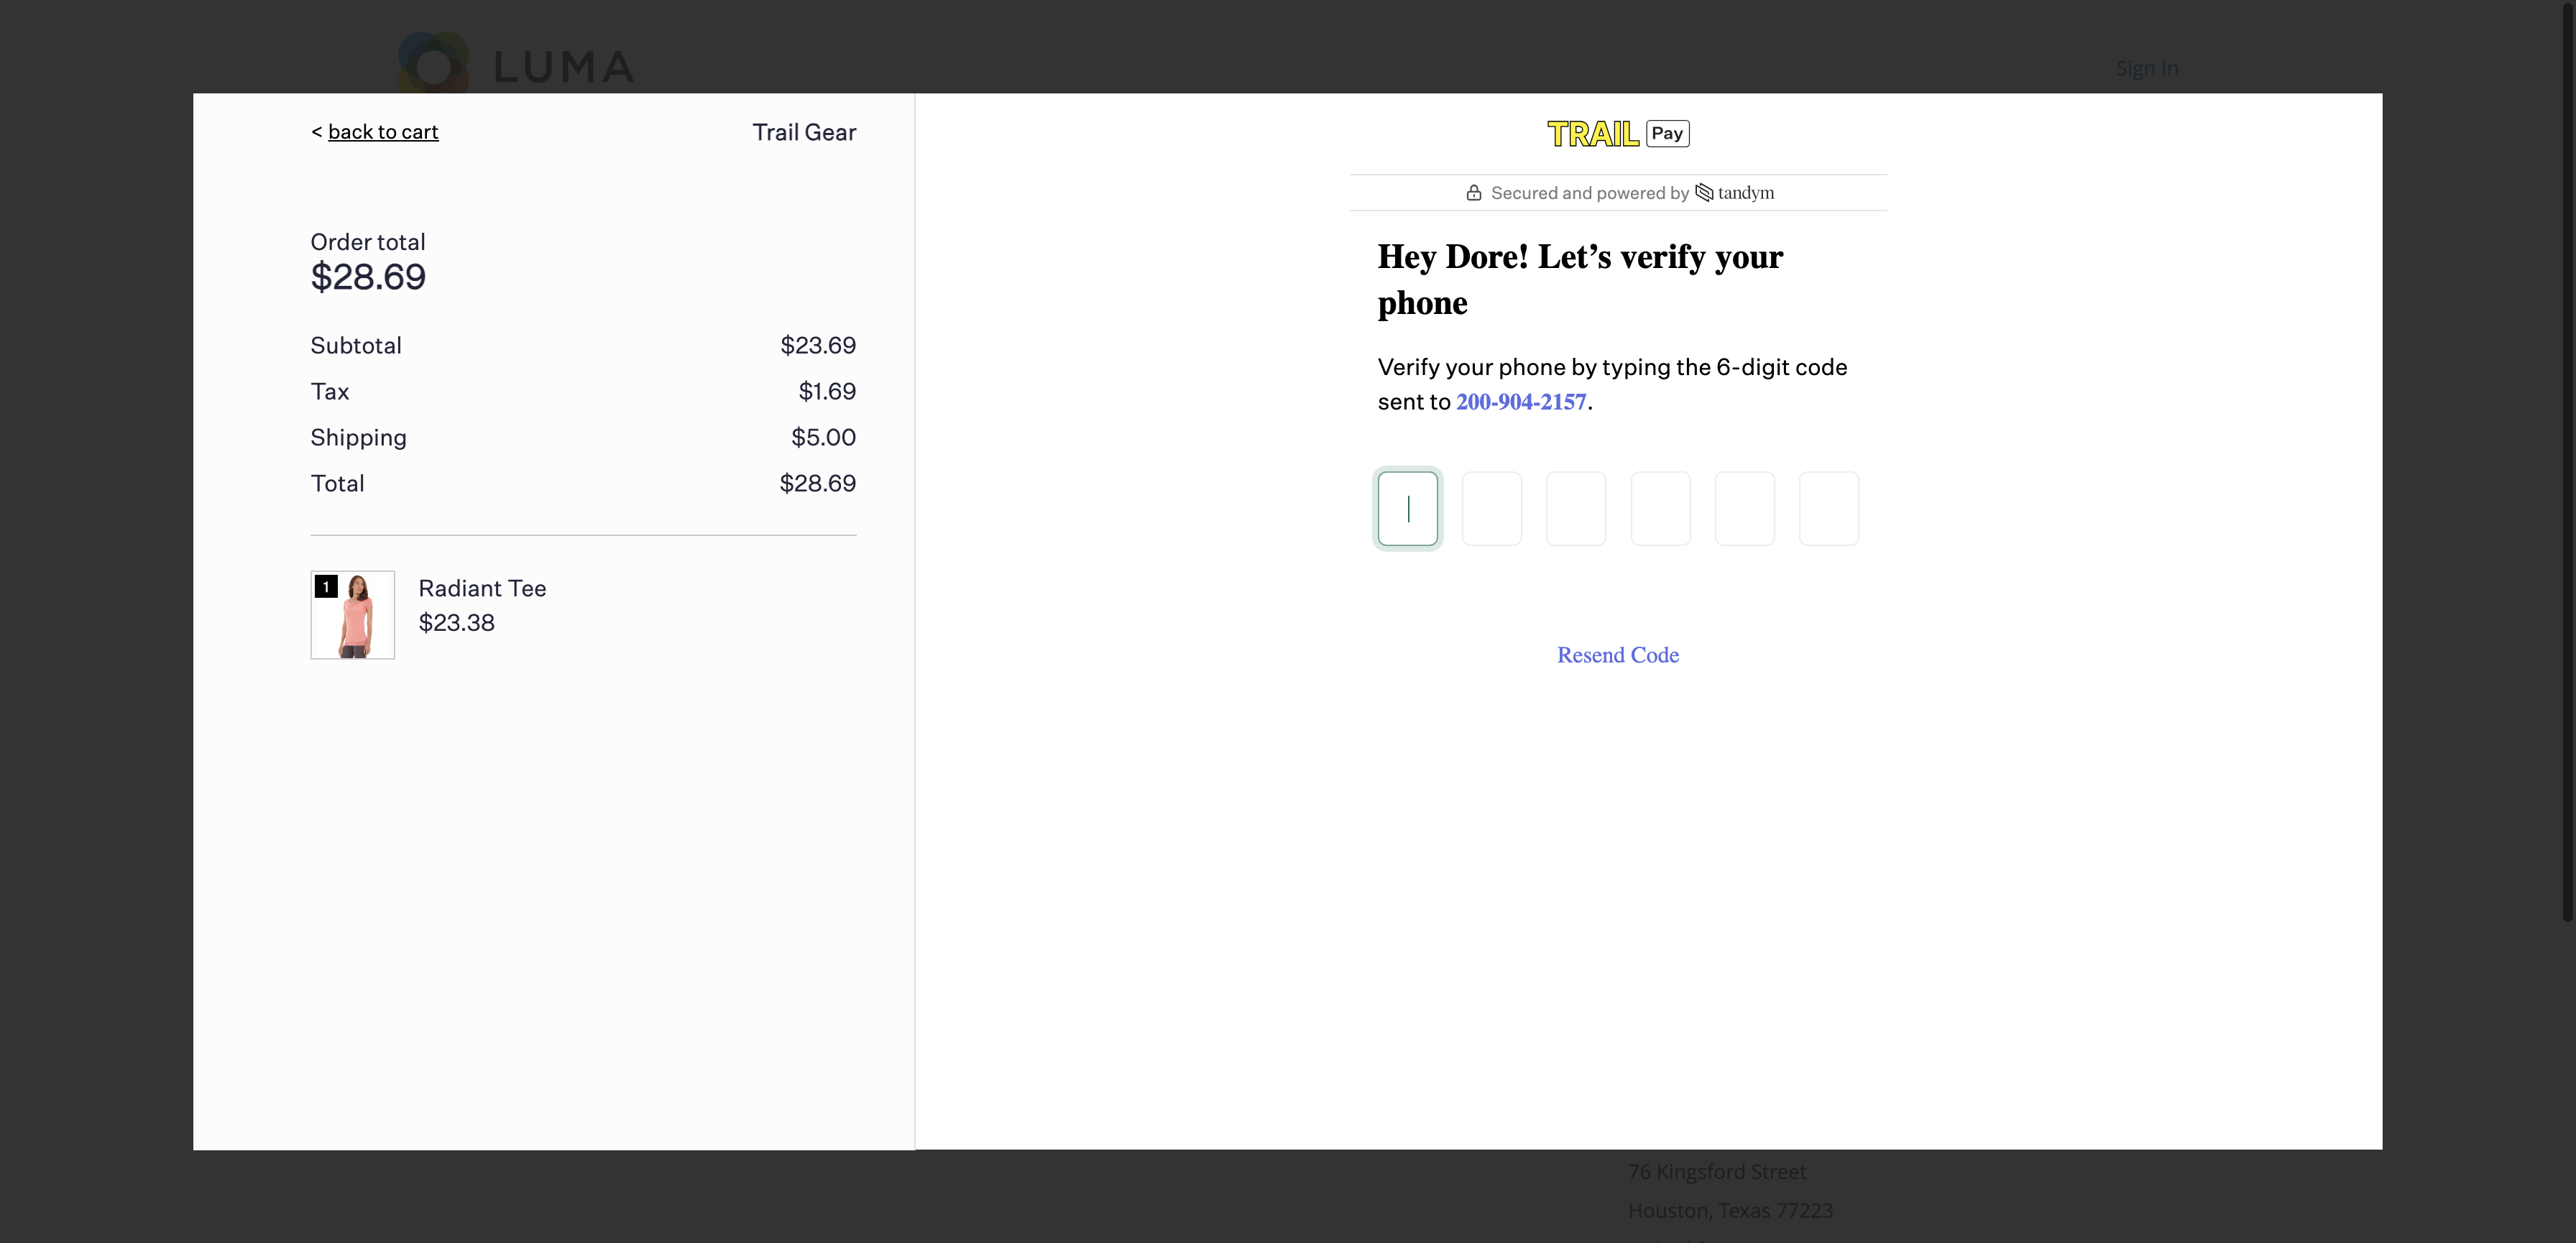 LUMA
Sign In
< back to cart
Trail Gear
Order total
$28.69
Subtotal $23.69
Tax $1.69
Shipping $5.00
Total $28.69
1
Radiant Tee
$23.38
TRAIL Pay
Secured and powered by tandym
Hey Dore! Let’s verify your
phone
Verify your phone by typing the 6-digit code
sent to 200-904-2157.
Resend Code
76 Kingsford Street
Houston, Texas 77223